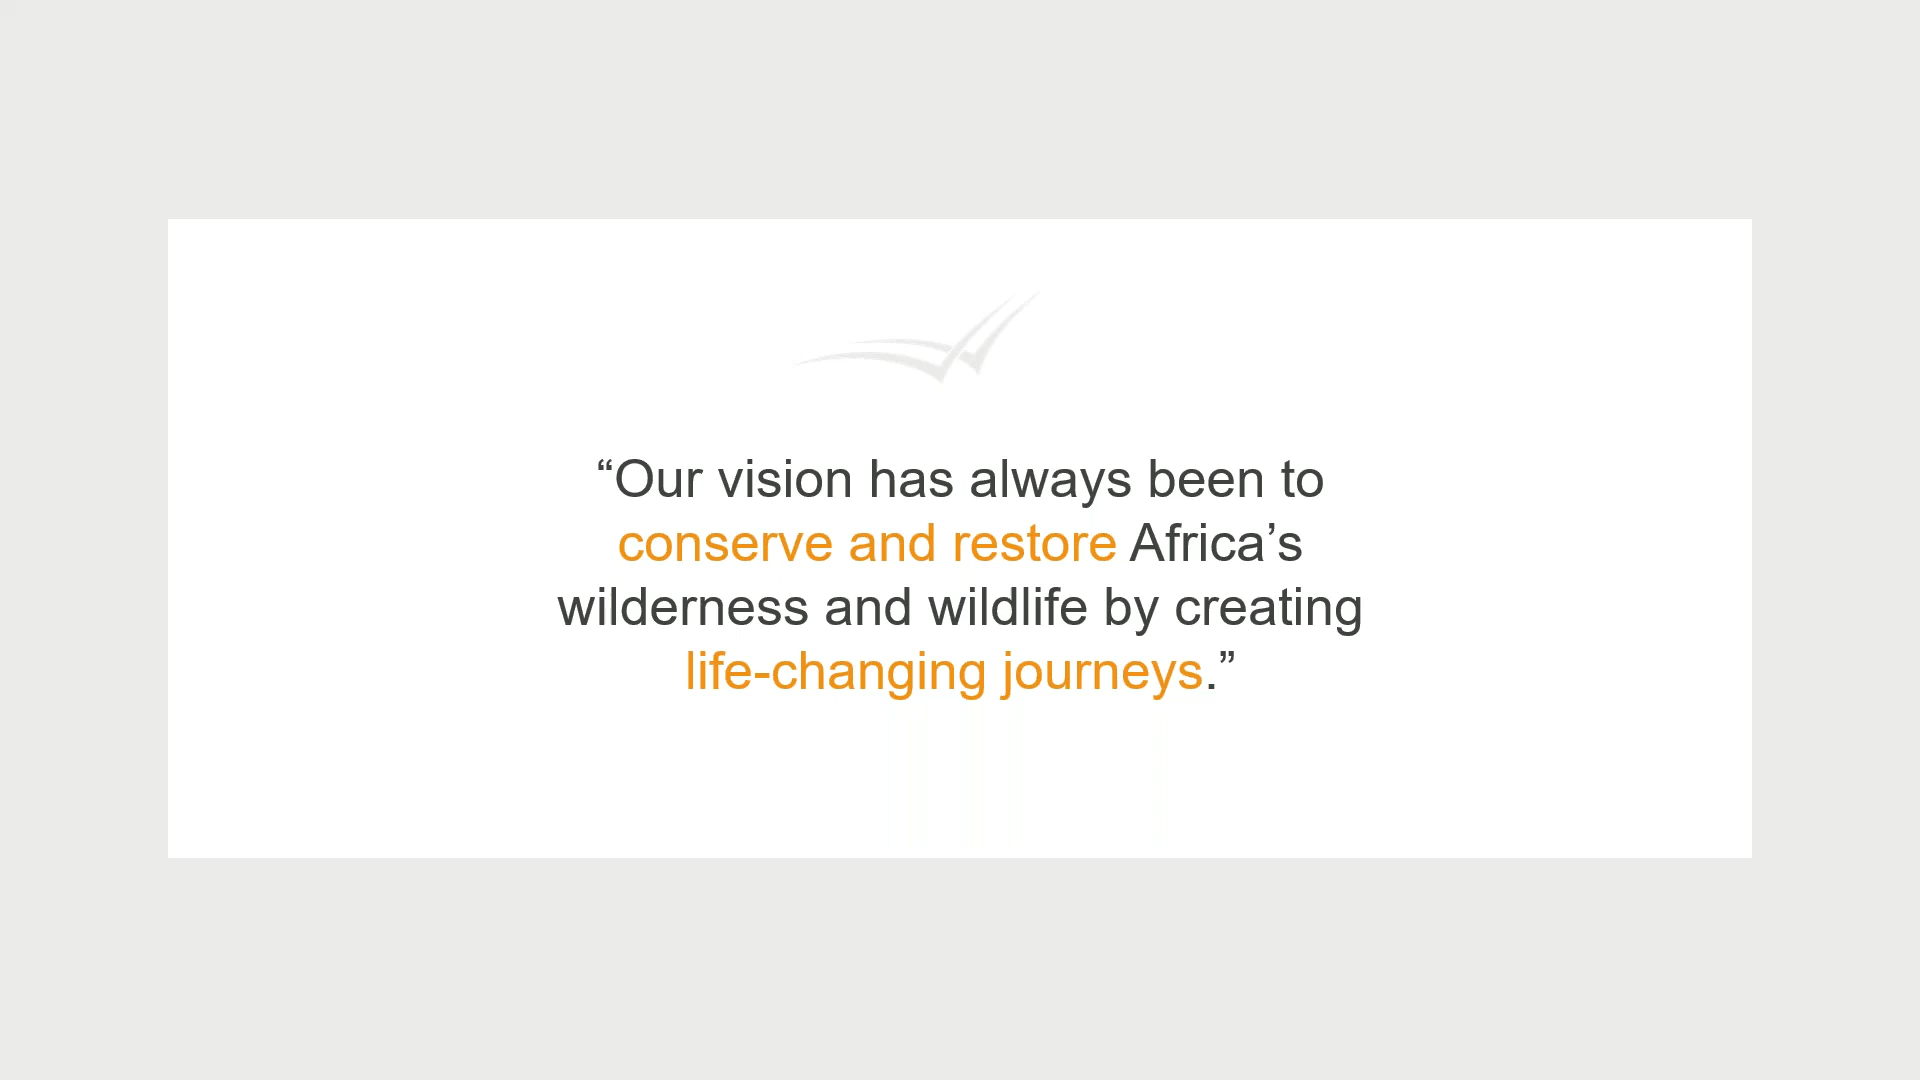 “Our vision has always been to
conserve and restore Africa’s
wilderness and wildlife by creating
life-changing journeys.”